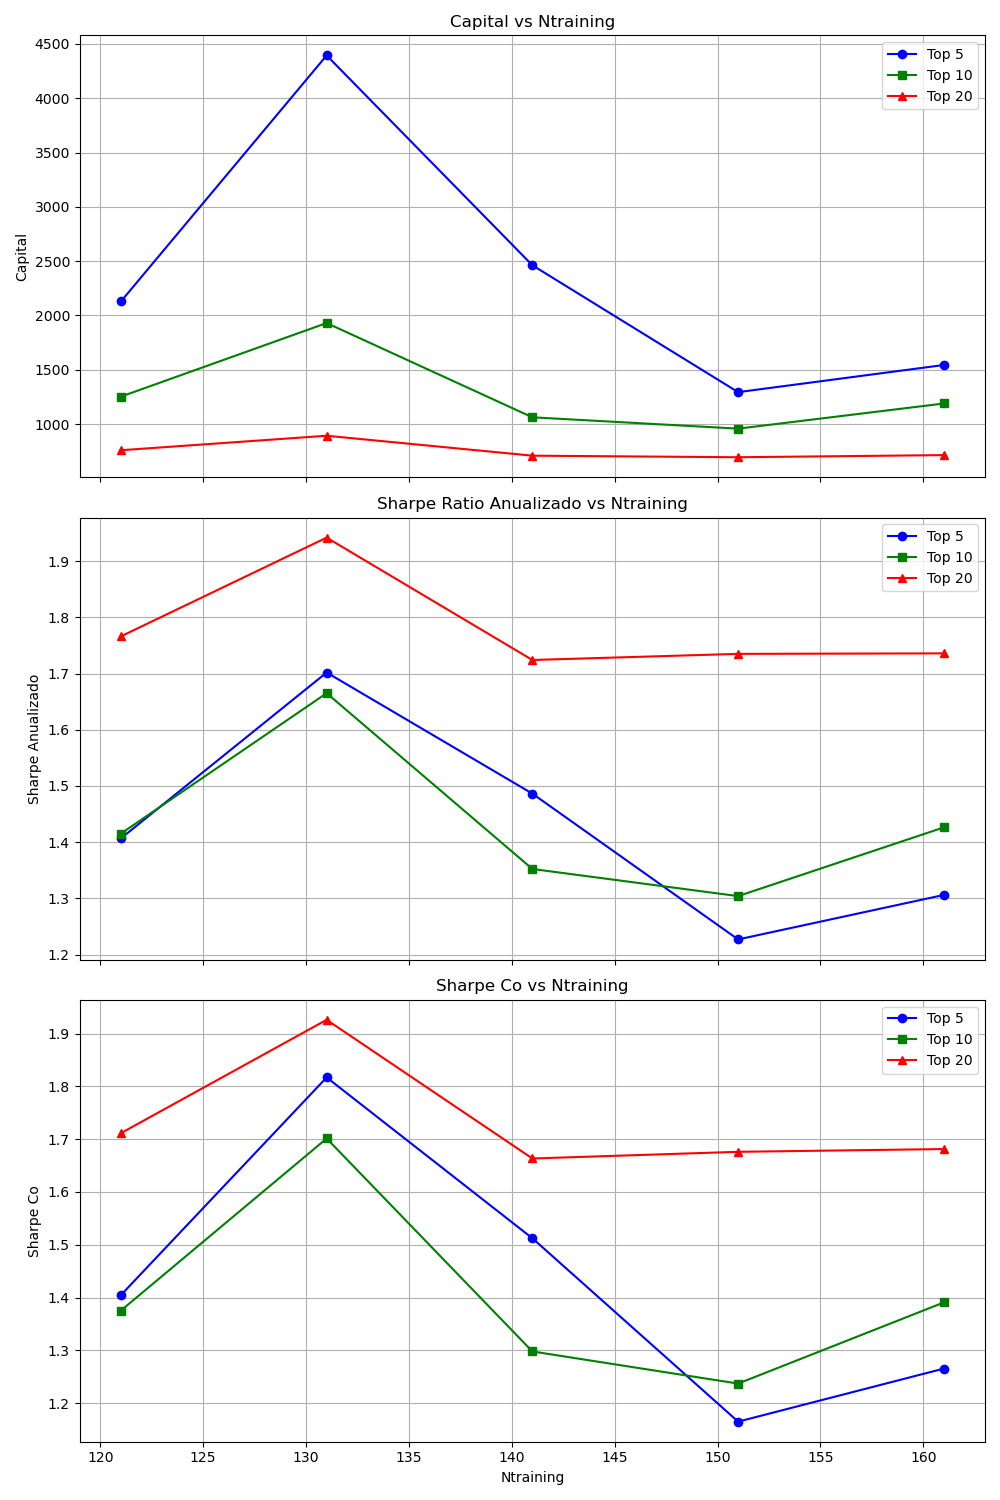 Capital vs Ntraining
4500
4000
3500
3000
2500
2000
1500
1000
Capital
Top 5
Top 10
Top 20
Sharpe Ratio Anualizado vs Ntraining
1.9
1.8
1.7
1.6
1.5
1.4
1.3
1.2
Sharpe Anualizado
Top 5
Top 10
Top 20
Sharpe Co vs Ntraining
1.9
1.8
1.7
1.6
1.5
1.4
1.3
1.2
Sharpe Co
Top 5
Top 10
Top 20
120 125 130 135 140 145 150 155 160
Ntraining